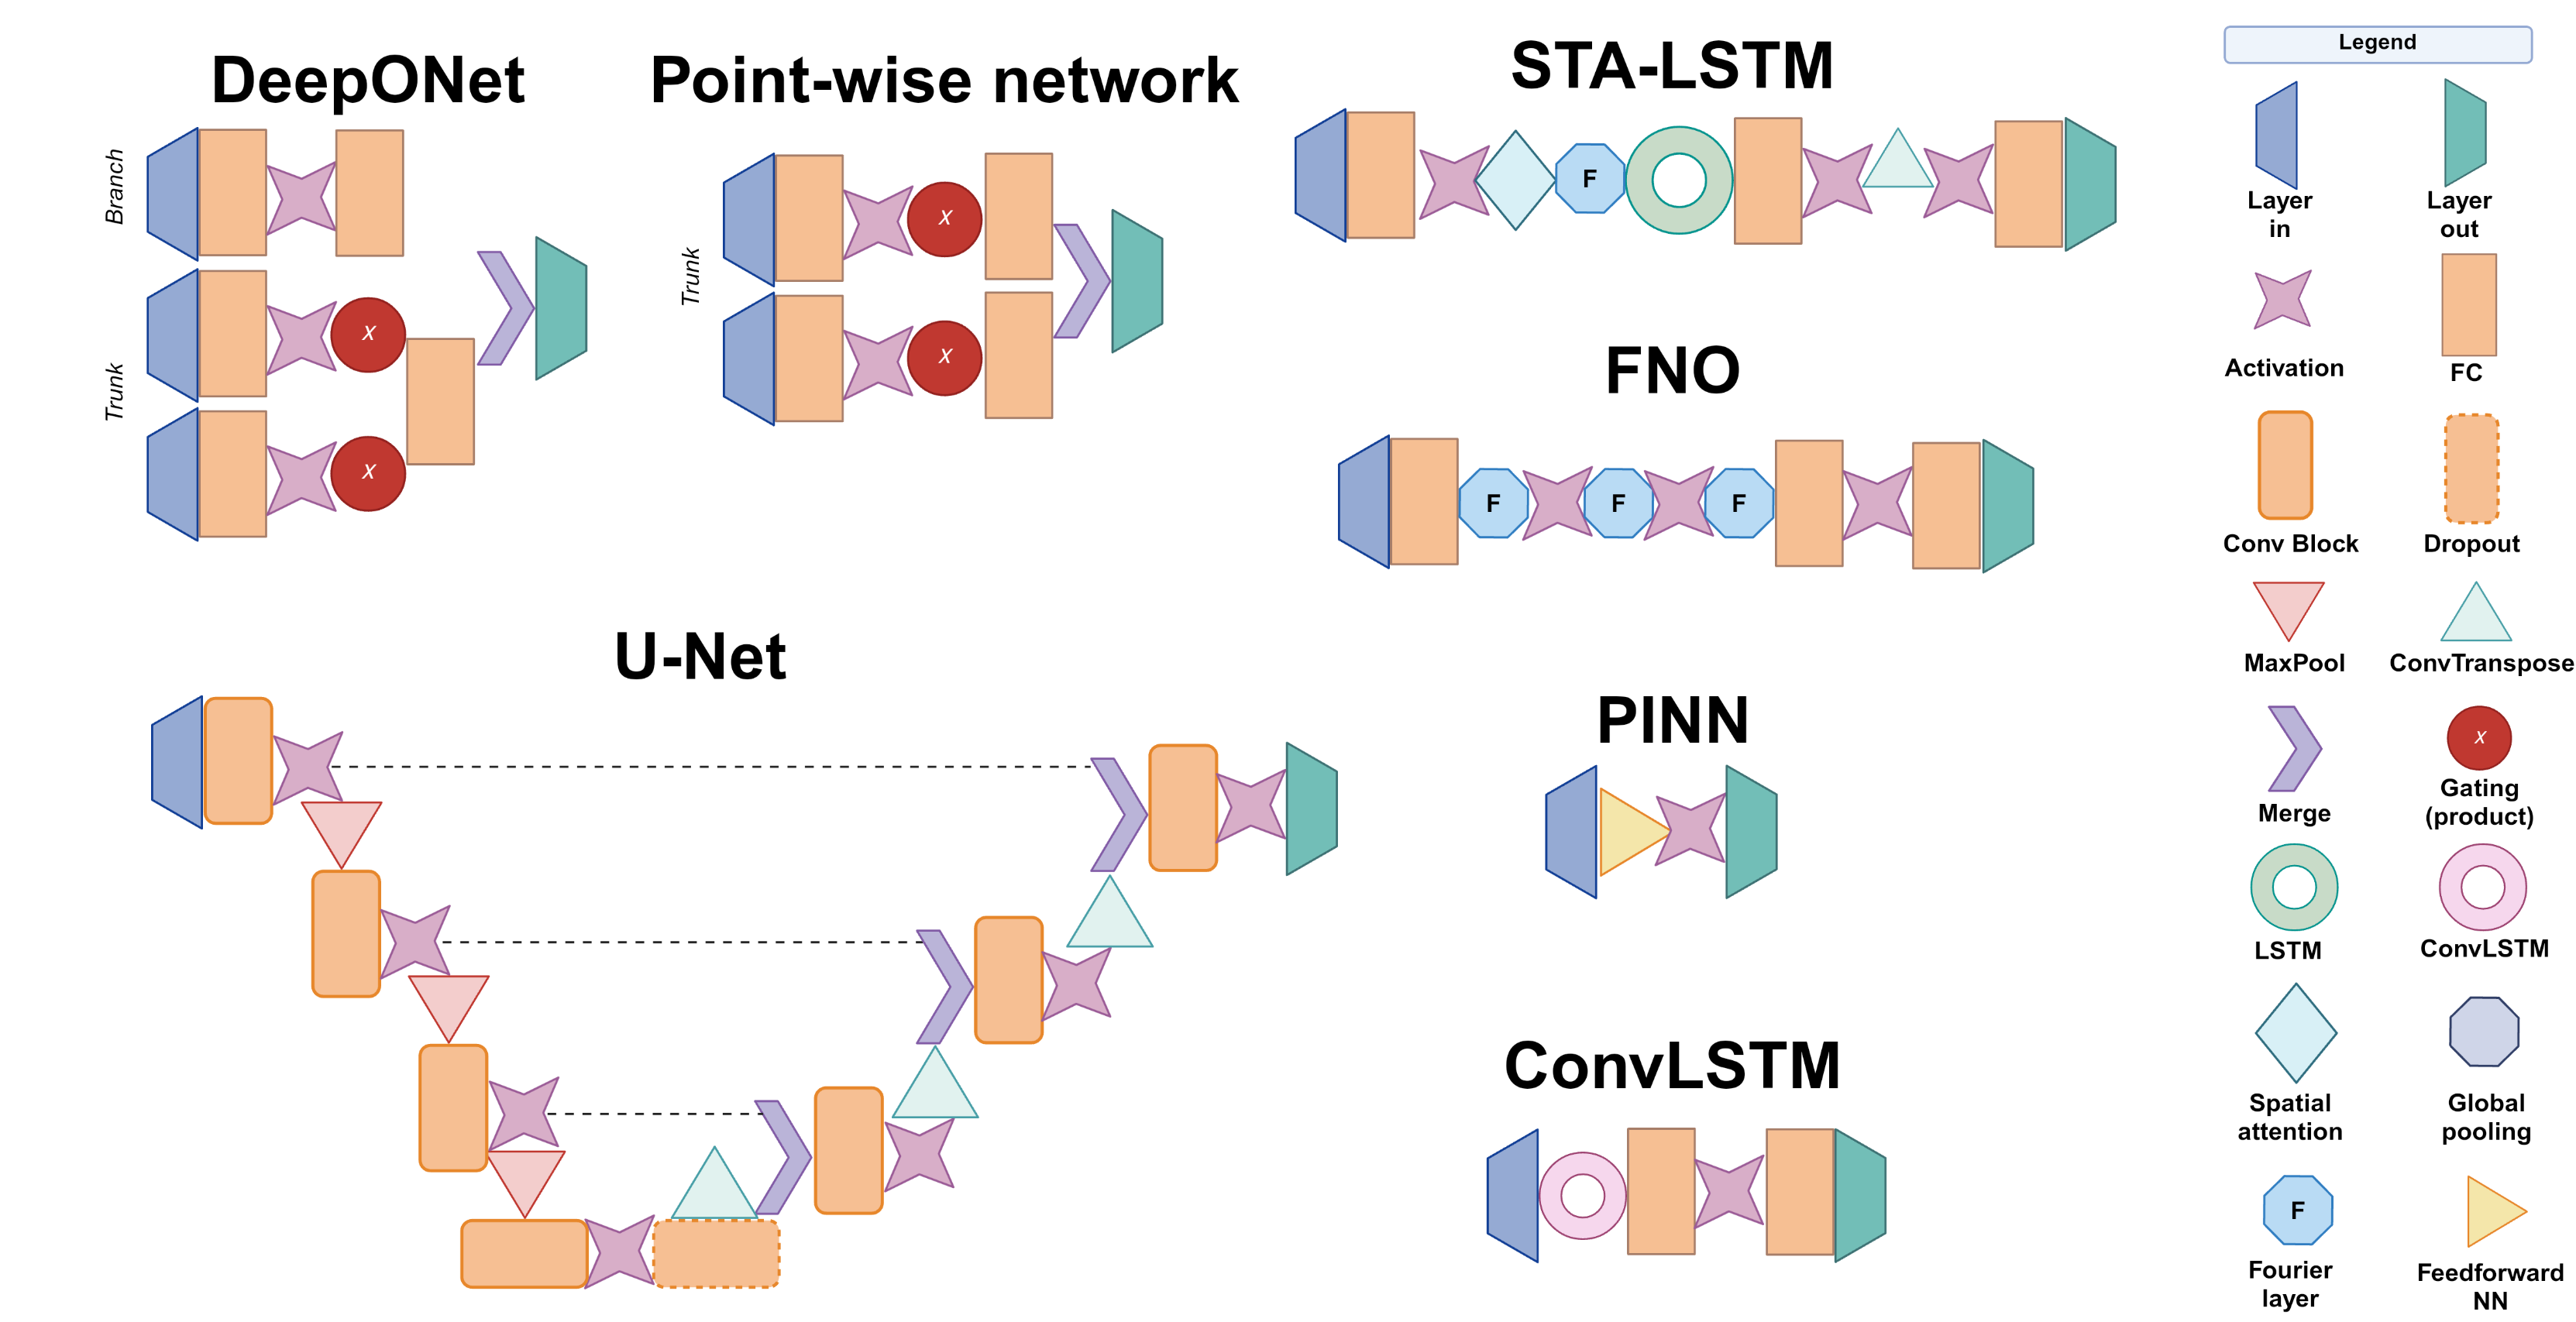 DeepONet
Branch
Trunk
X
X
Point-wise network
Trunk
X
X
STA-LSTM
F
FNO
F
F
F
U-Net
PINN
ConvLSTM
Legend
Layer
in
Layer
out
Activation
FC
Conv Block
Dropout
MaxPool
ConvTranspose
Merge
X
Gating
(product)
LSTM
ConvLSTM
Spatial
attention
Global
pooling
F
Fourier
layer
Feedforward
NN